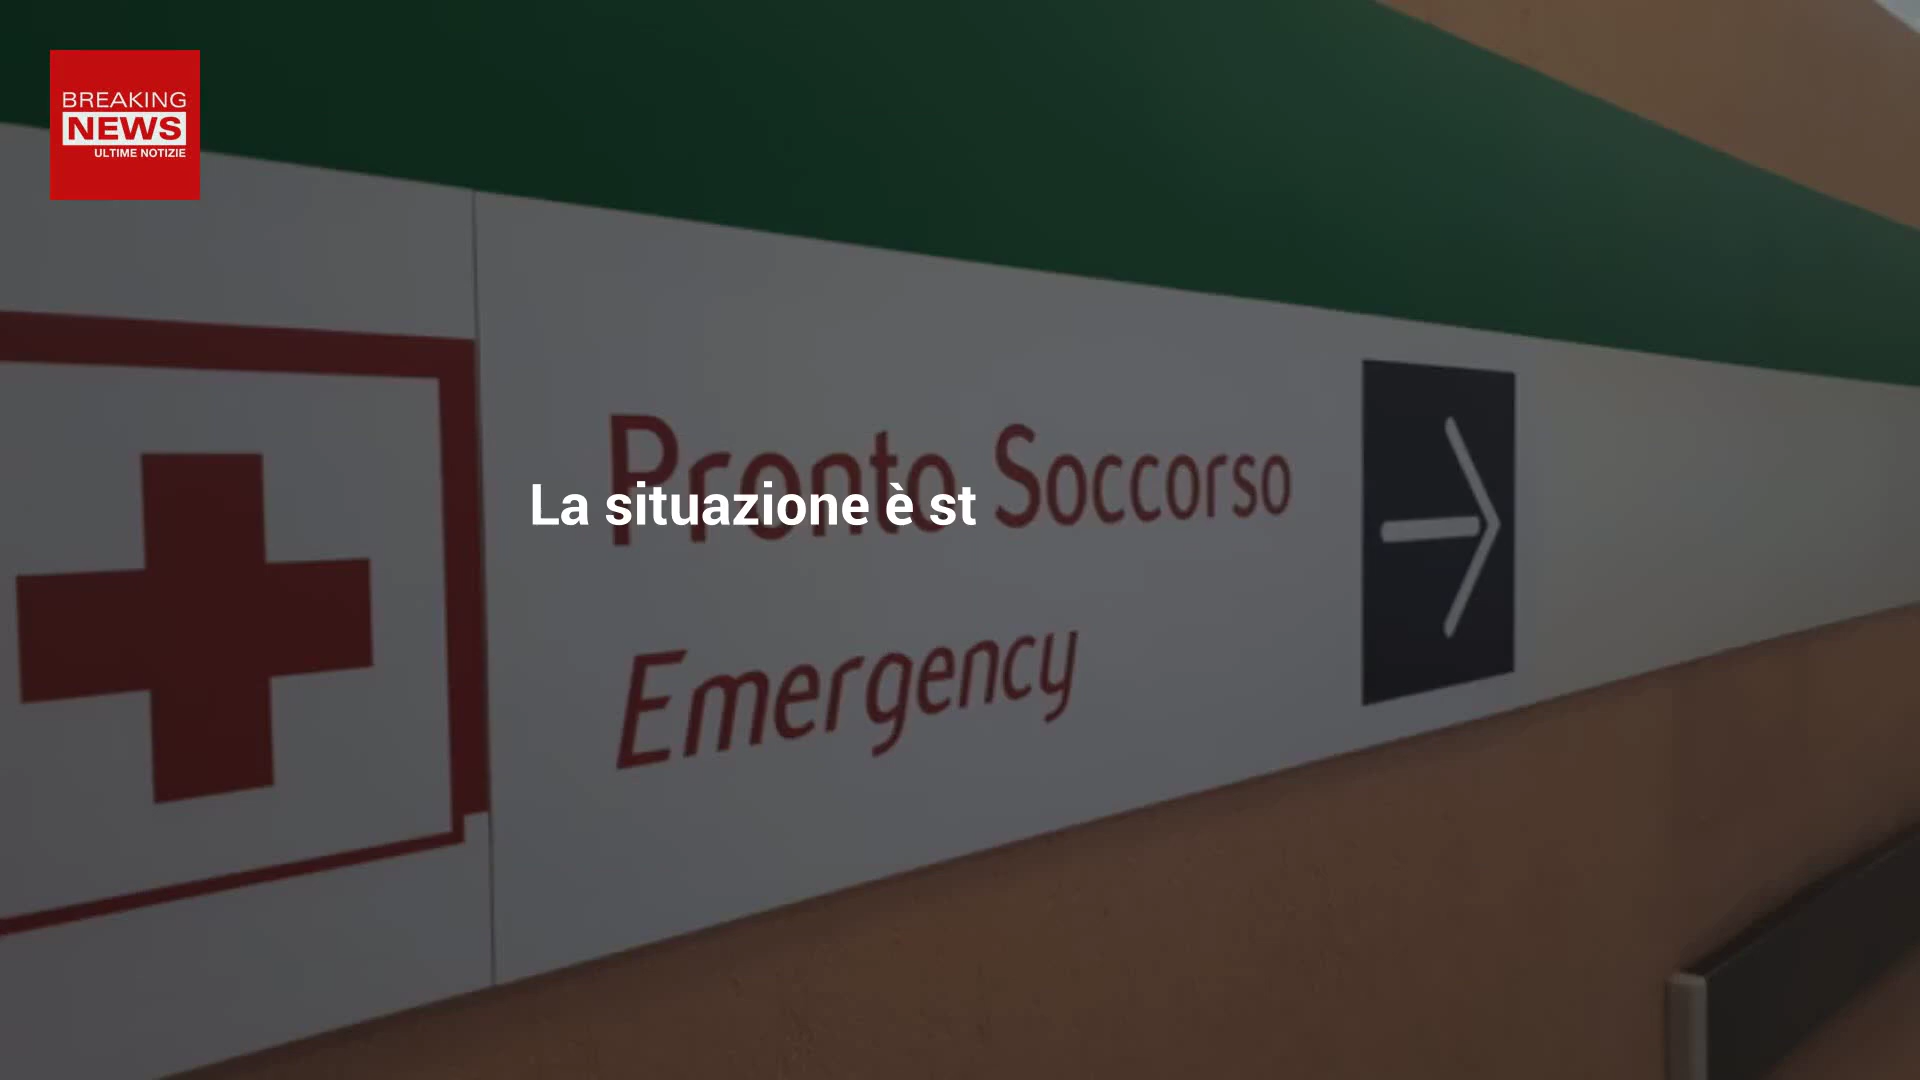 BREAKING
NEWS
ULTIME NOTIZIE
Pronto Soccorso
La situazione è st
Emergency